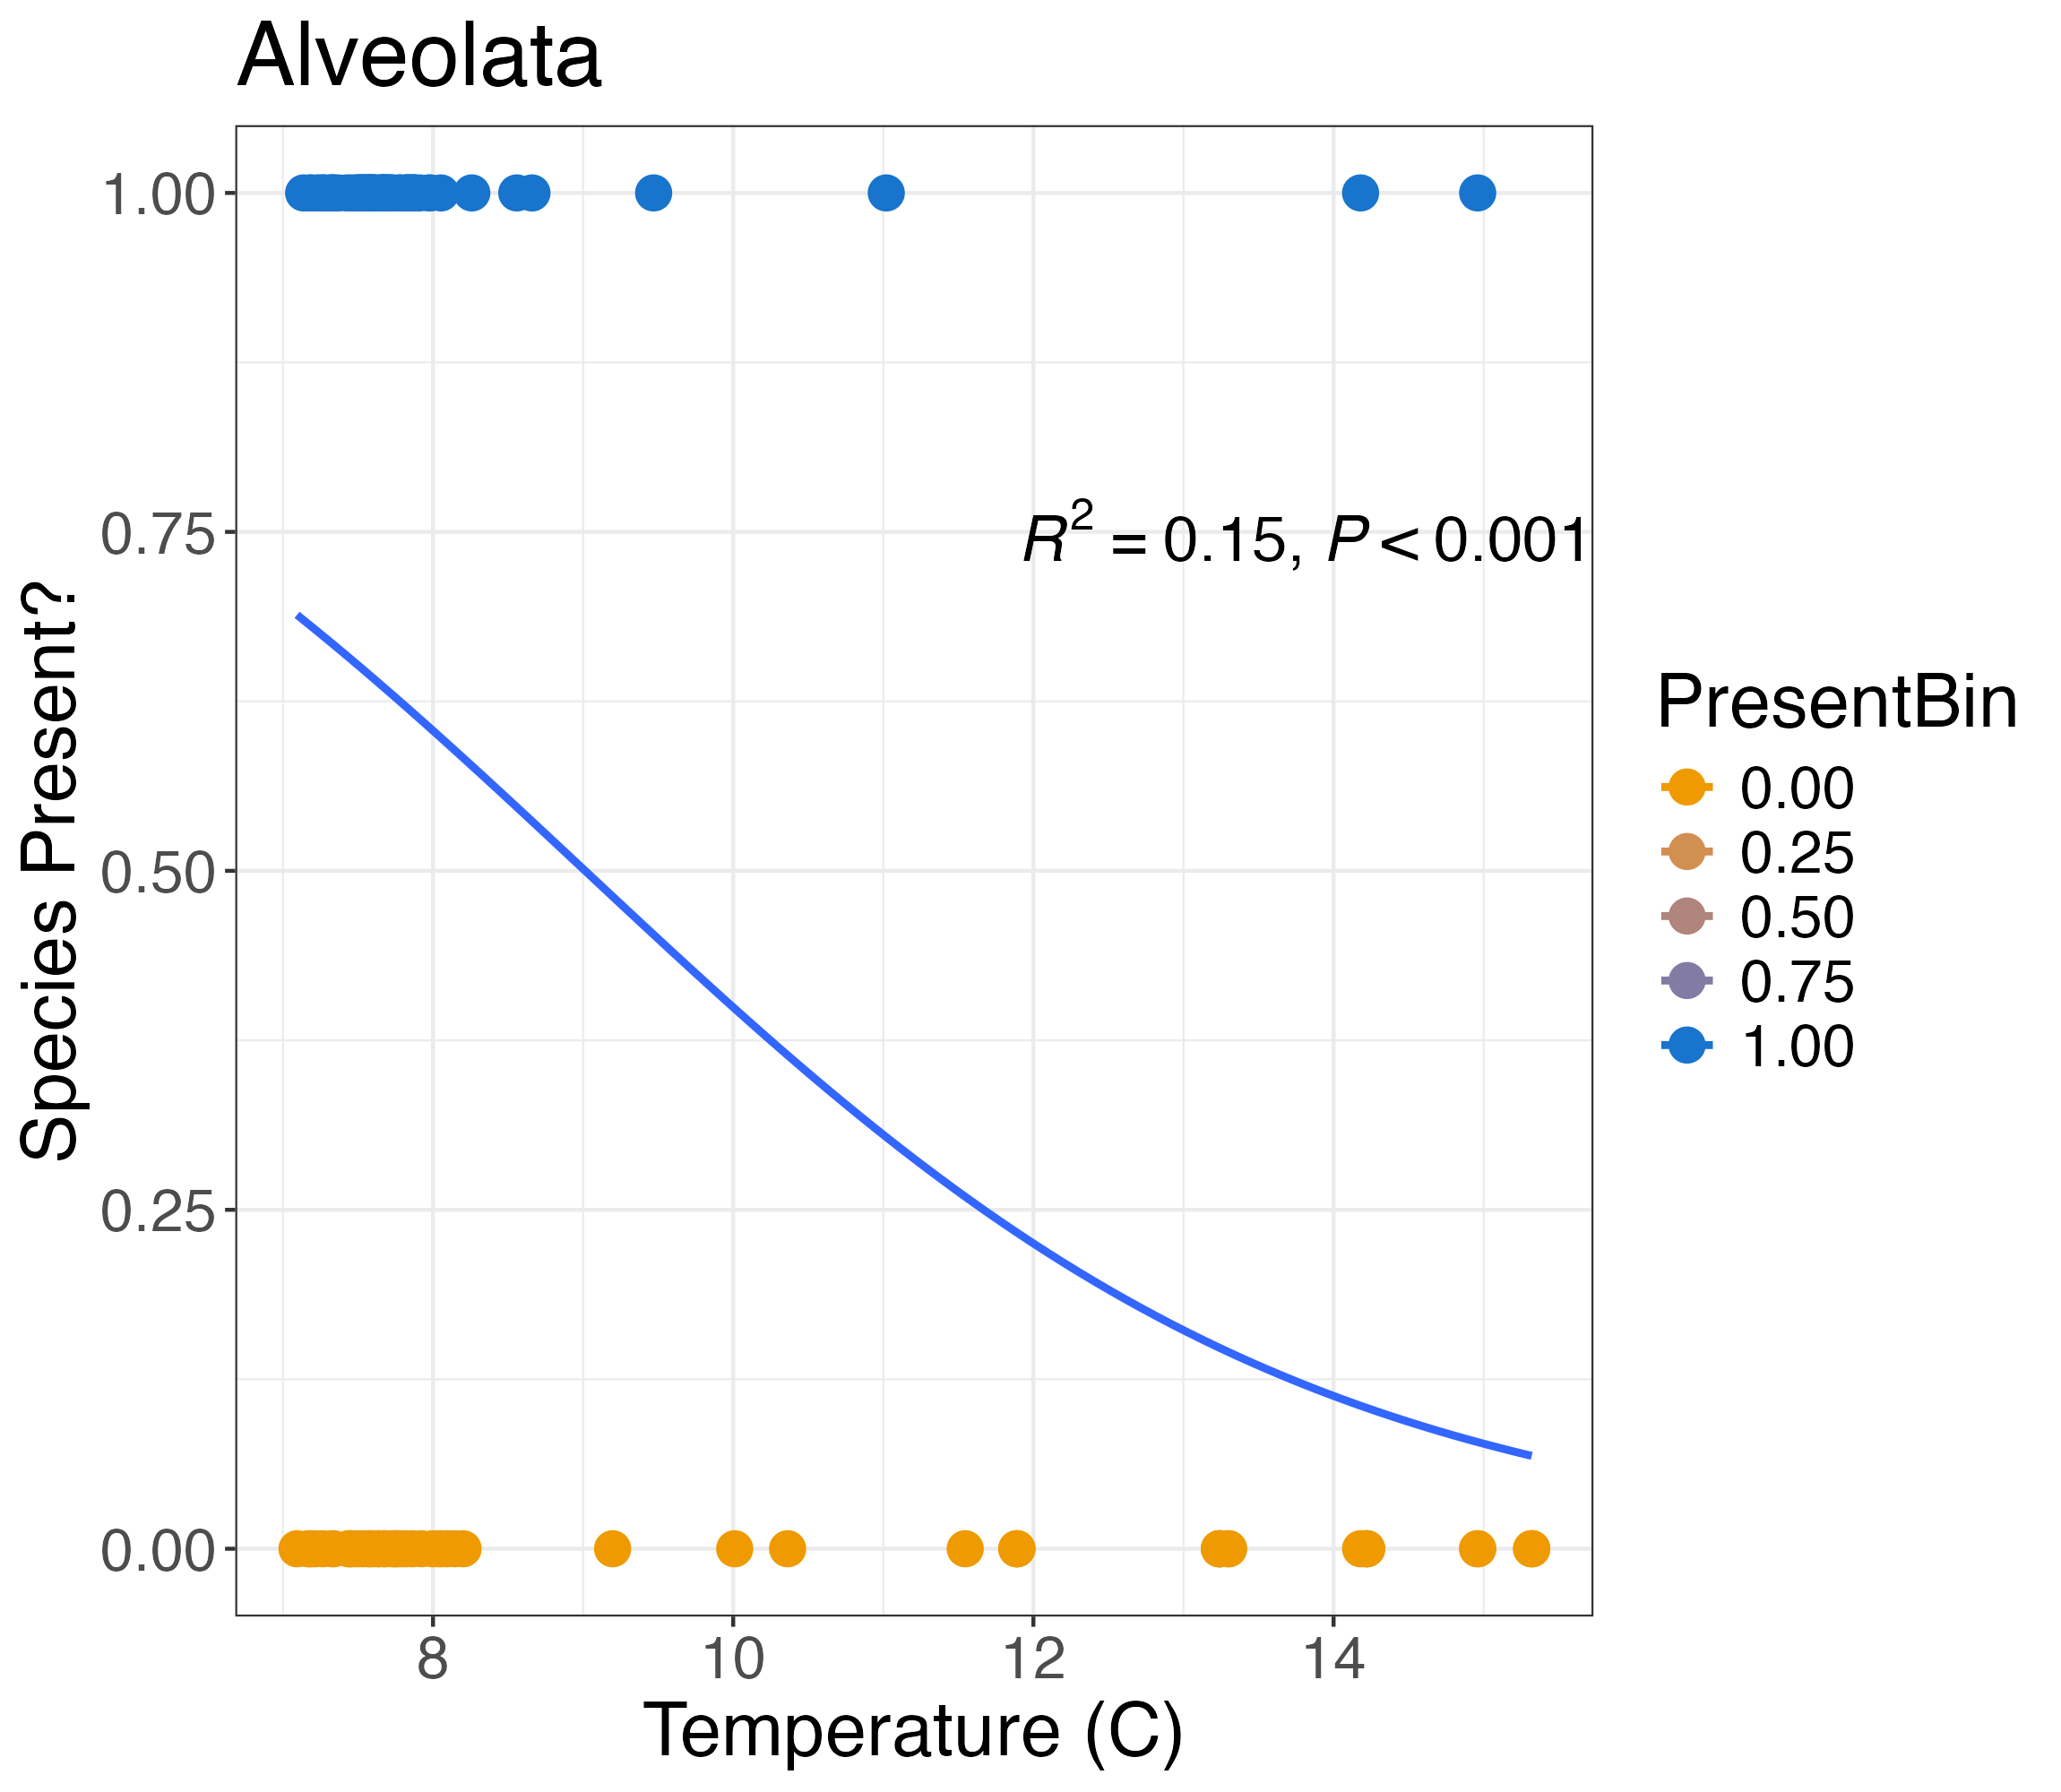 Alveolata
1.00
0.75
0.50
0.25
0.00
Species Present?
R² = 0.15, P < 0.001
8 10 12 14
Temperature (C)
PresentBin
0.00
0.25
0.50
0.75
1.00